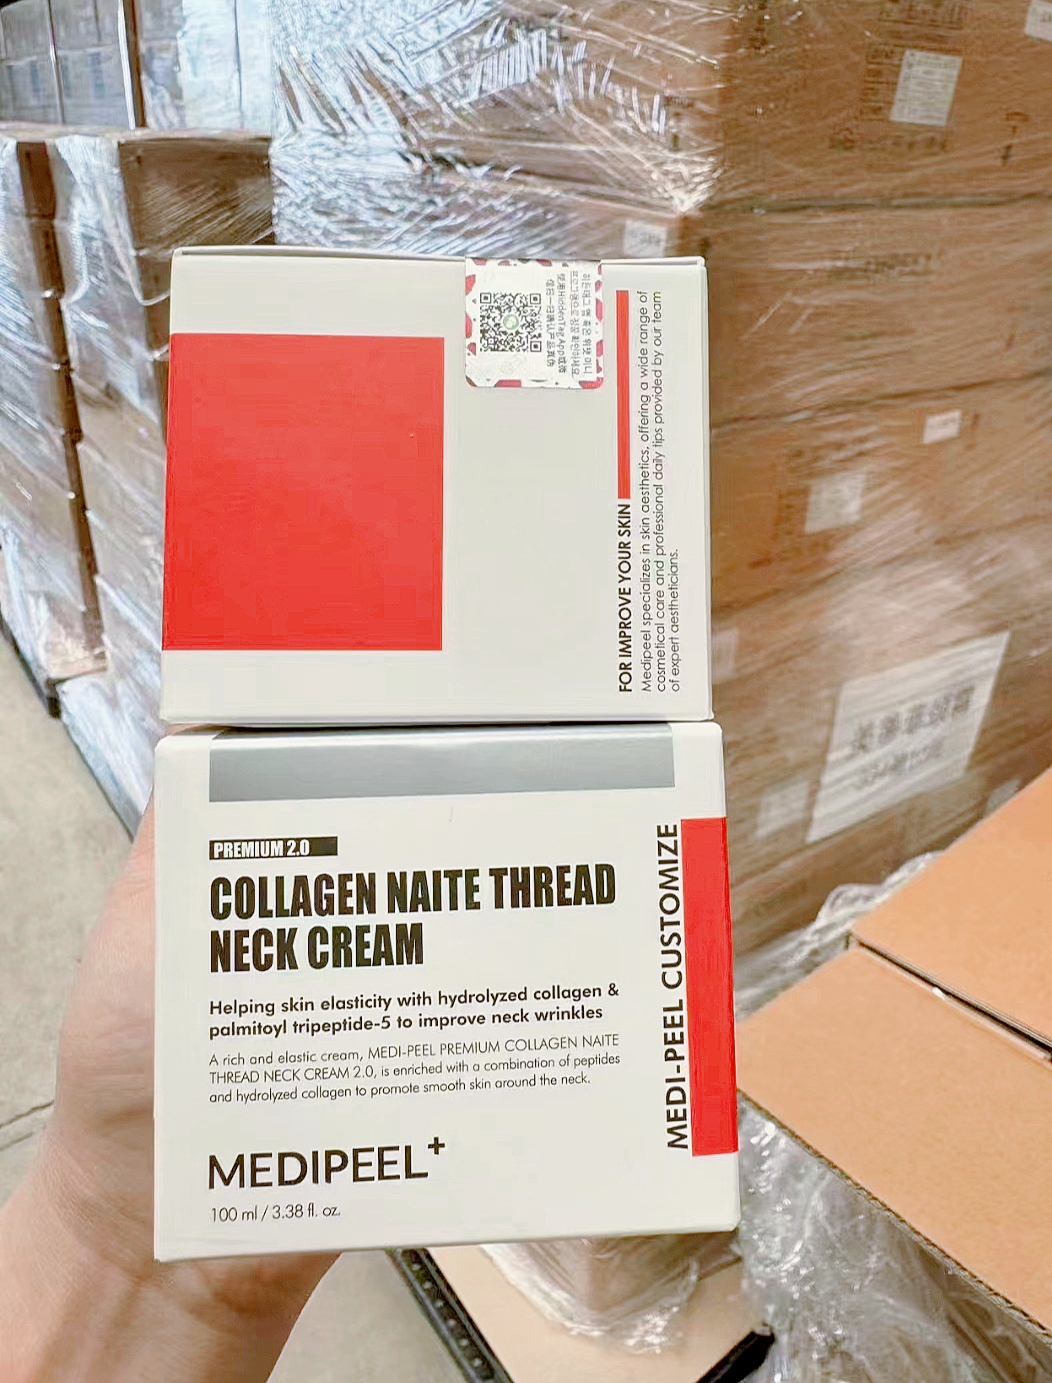 FOR IMPROVE YOUR SKIN
Medipeel specializes in skin aesthetics, offering a wide range of
cosmetical care and professional daily tips provided by our team
of expert aestheticians.
PREMIUM 2.0
COLLAGEN NAITE THREAD
NECK CREAM
Helping skin elasticity with hydrolyzed collagen &
palmitoyl tripeptide-5 to improve neck wrinkles
A rich and elastic cream, MEDI-PEEL PREMIUM COLLAGEN NAITE
THREAD NECK CREAM 2.0, is enriched with a combination of peptides
and hydrolyzed collagen to promote smooth skin around the neck.
MEDIPEEL+
100 ml / 3.38 fl. oz.
MEDI-PEEL CUSTOMIZE